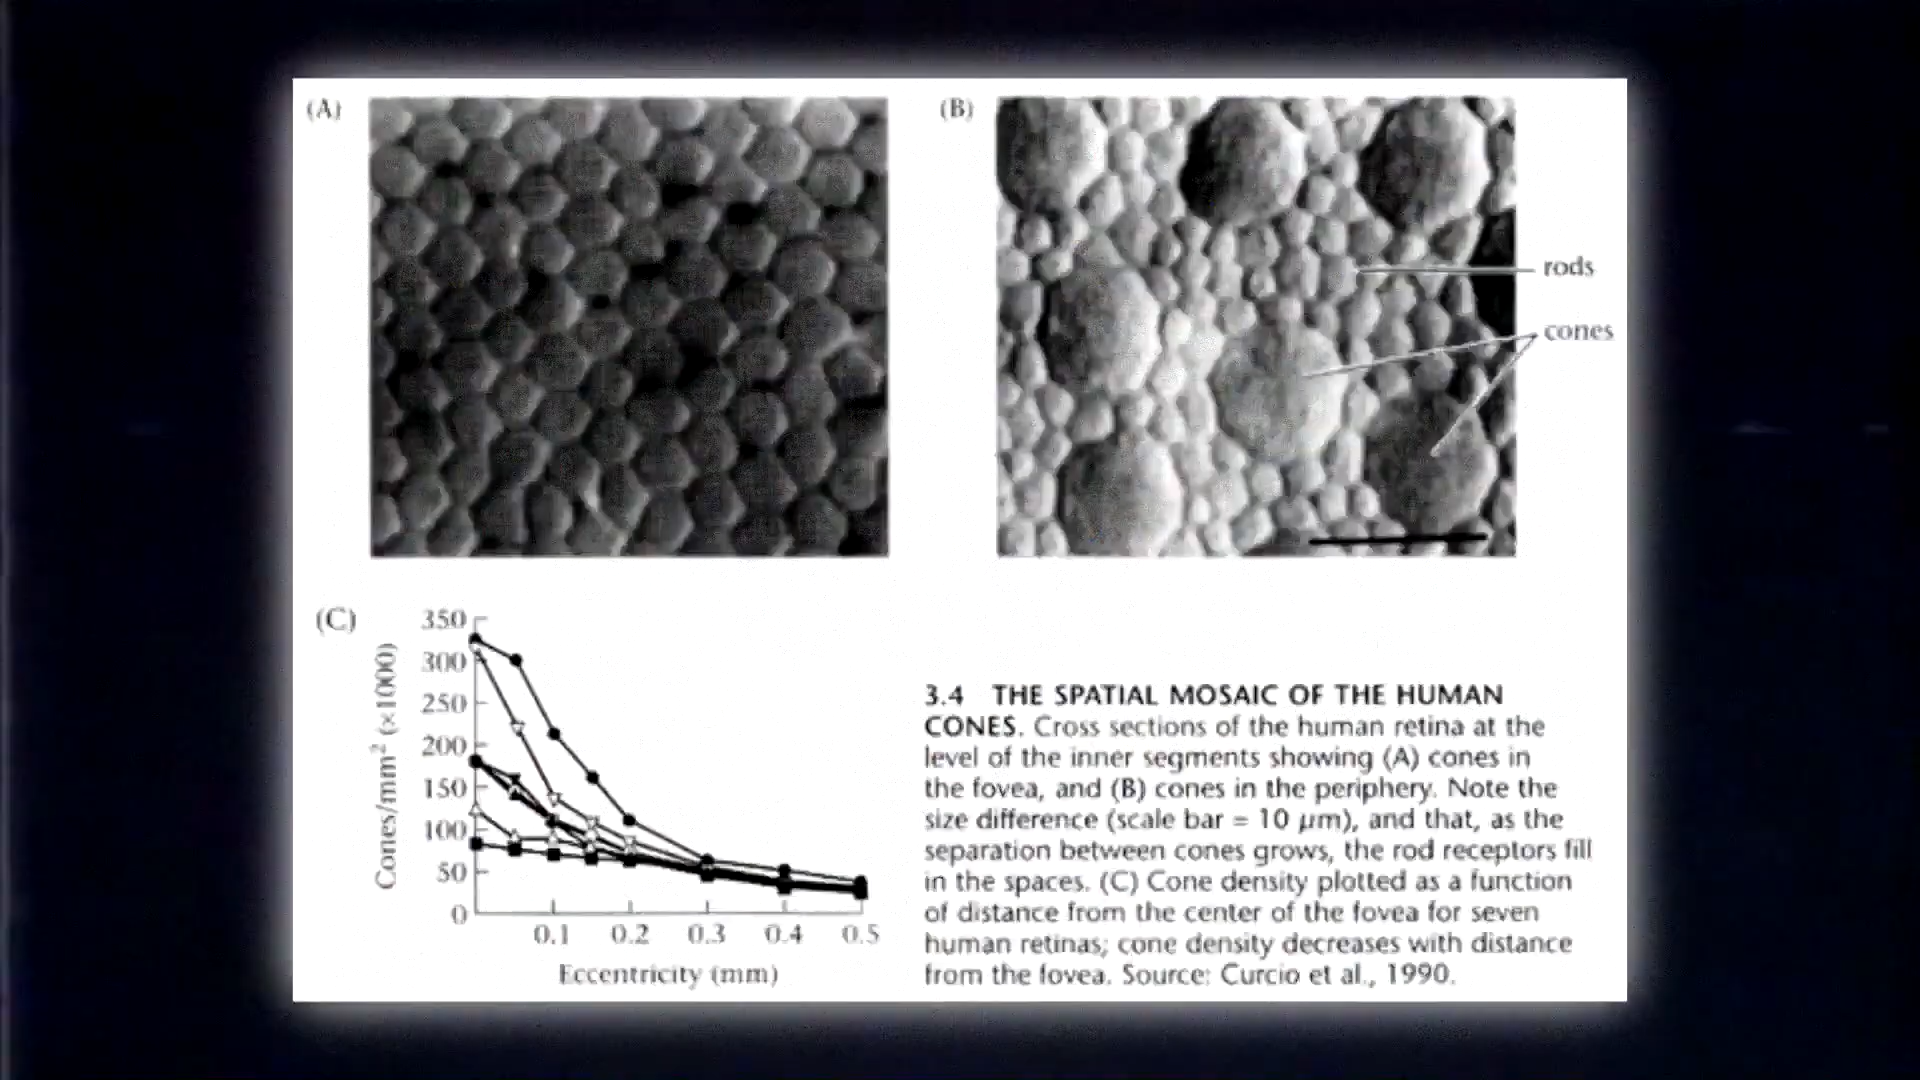 (A)
(B)
rods
cones
(C)
350
300
250
200
150
100
50
0
Cones/mm² (×1000)
0.1 0.2 0.3 0.4 0.5
Eccentricity (mm)
3.4 THE SPATIAL MOSAIC OF THE HUMAN
CONES. Cross sections of the human retina at the
level of the inner segments showing (A) cones in
the fovea, and (B) cones in the periphery. Note the
size difference (scale bar = 10 μm), and that, as the
separation between cones grows, the rod receptors fill
in the spaces. (C) Cone density plotted as a function
of distance from the center of the fovea for seven
human retinas; cone density decreases with distance
from the fovea. Source: Curcio et al., 1990.